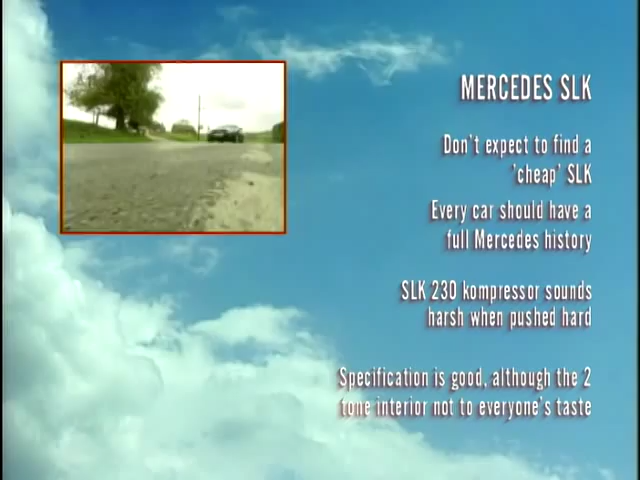 MERCEDES SLK
Don't expect to find a
'cheap' SLK
Every car should have a
full Mercedes history
SLK 230 kompressor sounds
harsh when pushed hard
Specification is good, although the 2
tone interior not to everyone's taste